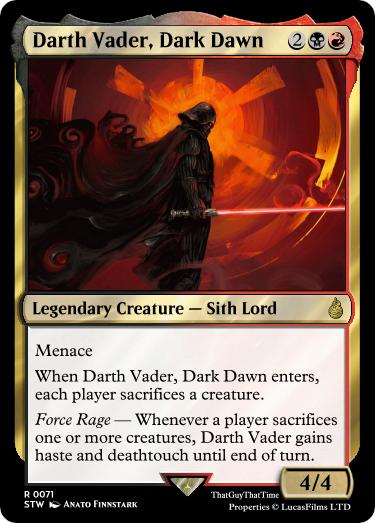 Darth Vader, Dark Dawn 2
Legendary Creature — Sith Lord
Menace
When Darth Vader, Dark Dawn enters,
each player sacrifices a creature.
Force Rage — Whenever a player sacrifices
one or more creatures, Darth Vader gains
haste and deathtouch until end of turn.
4/4
R 0071
STW Anato Finnstark
ThatGuyThatTime
Properties © LucasFilms LTD